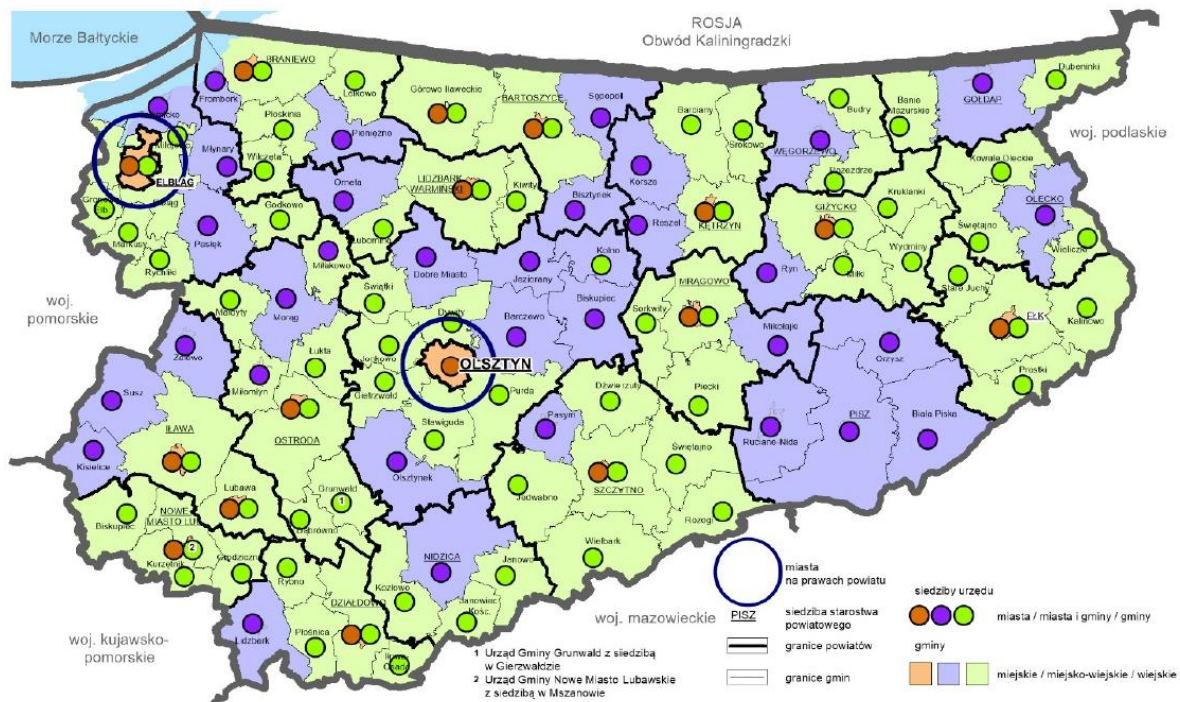 ROSJA
Obwód Kaliningradzki
Morze Bałtyckie
woj. podlaskie
woj.
pomorskie
woj. kujawsko-
pomorskie
woj. mazowieckie
BRANIEWO
Frombork
Lelkowo
Płoskinia
Pieniężno
Wilczęta
Młynary
ELBLĄG
Markusy
Rychliki
Pasłęk
Godkowo
Górowo Iławeckie
BARTOSZYCE
Sępopol
Bisztynek
LIDZBARK
WARMIŃSKI
Kiwity
Orneta
Lubomino
Barciany
Srokowo
Korsze
Reszel
KĘTRZYN
WĘGORZEWO
Budry
Pozezdrze
Banie
Mazurskie
GOŁDAP
Dubeninki
Kowale Oleckie
OLECKO
Świętajno
Wieliczki
GIŻYCKO
Kruklanki
Wydminy
Miłki
Ryn
Stare Juchy
EŁK
Kalinowo
Prostki
MRĄGOWO
Sorkwity
Mikołajki
Piecki
Orzysz
PISZ
Biała Piska
Ruciane-Nida
Miłakowo
Małdyty
Morąg
Łukta
Miłomłyn
OSTRÓDA
Grunwald
1
Dąbrówno
Świątki
Dobre Miasto
Jeziorany
Kolno
Biskupiec
Barczewo
Dywity
Jonkowo
Gietrzwałd
OLSZTYN
Purda
Stawiguda
Olsztynek
Zalewo
Susz
IŁAWA
Kisielice
Lubawa
Biskupiec
NOWE
MIASTO LUB.
2
Kurzętnik
Grodziczno
Dźwierzuty
Pasym
SZCZYTNO
Świętajno
Jedwabno
Rozogi
Wielbark
NIDZICA
Kozłowo
Janowo
Janowiec
Kośc.
Rybno
DZIAŁDOWO
Płośnica
Lidzbark
Iłowo
Osada
1 Urząd Gminy Grunwald z siedzibą
w Gierzwałdzie
2 Urząd Gminy Nowe Miasto Lubawskie
z siedzibą w Mszanowie
miasta
na prawach powiatu
PISZ
siedziba starostwa
powiatowego
granice powiatów
granice gmin
siedziby urzędu
miasta / miasta i gminy / gminy
gminy
miejskie / miejsko-wiejskie / wiejskie